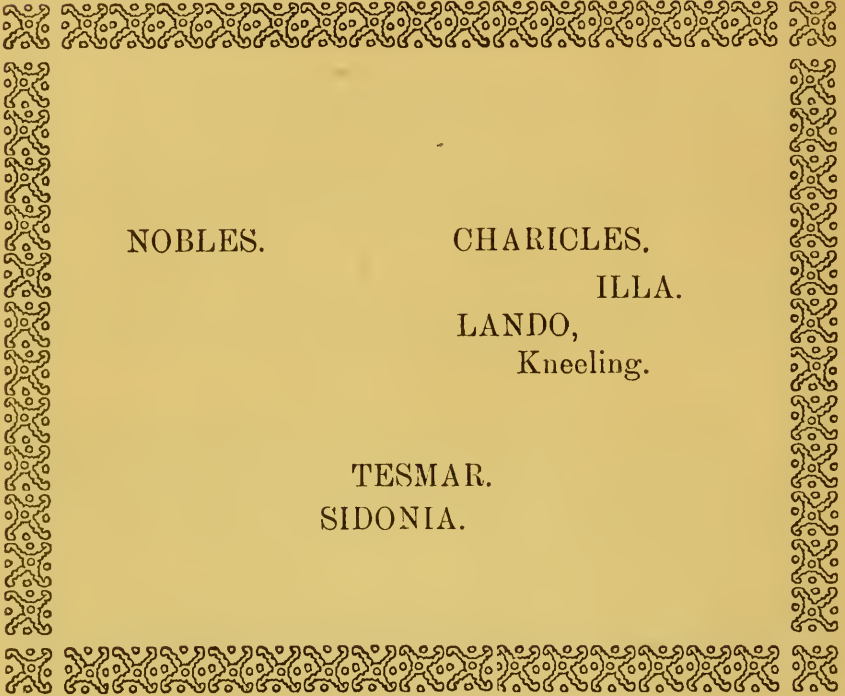 NOBLES. CHARICLES.
ILLA.
LANDO,
Kneeling.
TESMAR.
SIDONIA.